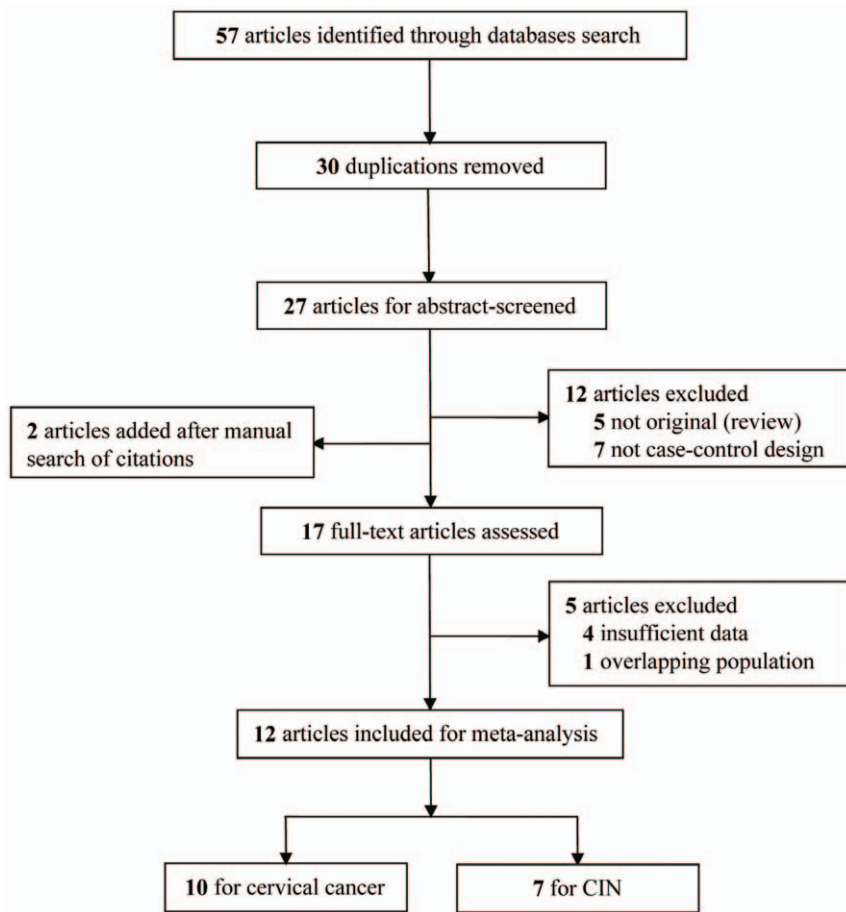 57 articles identified through databases search
30 duplications removed
27 articles for abstract-screened
12 articles excluded
5 not original (review)
7 not case-control design
2 articles added after manual
search of citations
17 full-text articles assessed
5 articles excluded
4 insufficient data
1 overlapping population
12 articles included for meta-analysis
10 for cervical cancer
7 for CIN